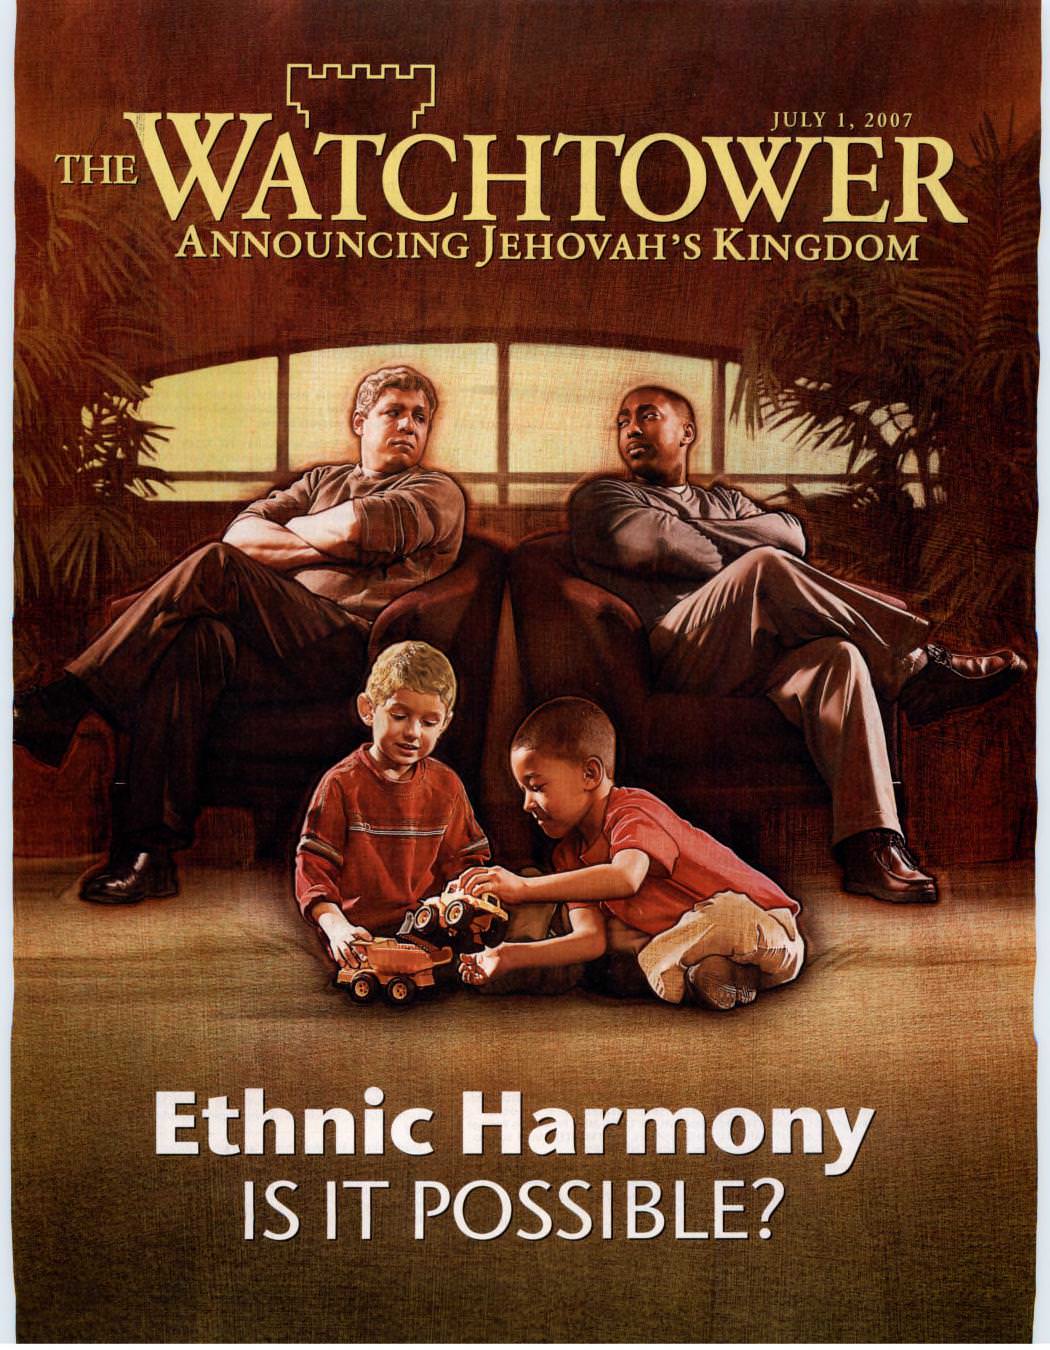 JULY 1, 2007
THE WATCHTOWER
ANNOUNCING JEHOVAH'S KINGDOM
Ethnic Harmony
IS IT POSSIBLE?